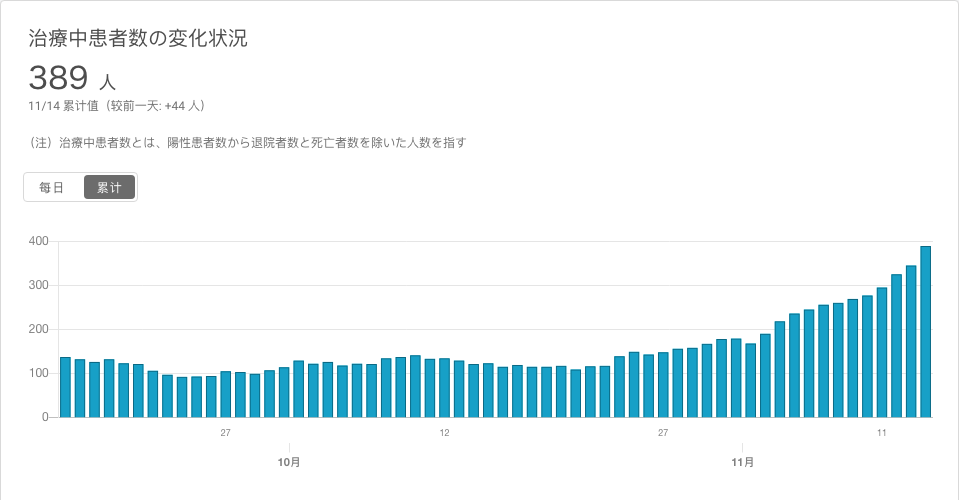 治療中患者数の変化状況
389 人
11/14 累计值（较前一天: +44 人）
（注）治療中患者数とは、陽性患者数から退院者数と死亡者数を除いた人数を指す
每日 累计
400
300
200
100
0
27 12 27 11
10月 11月